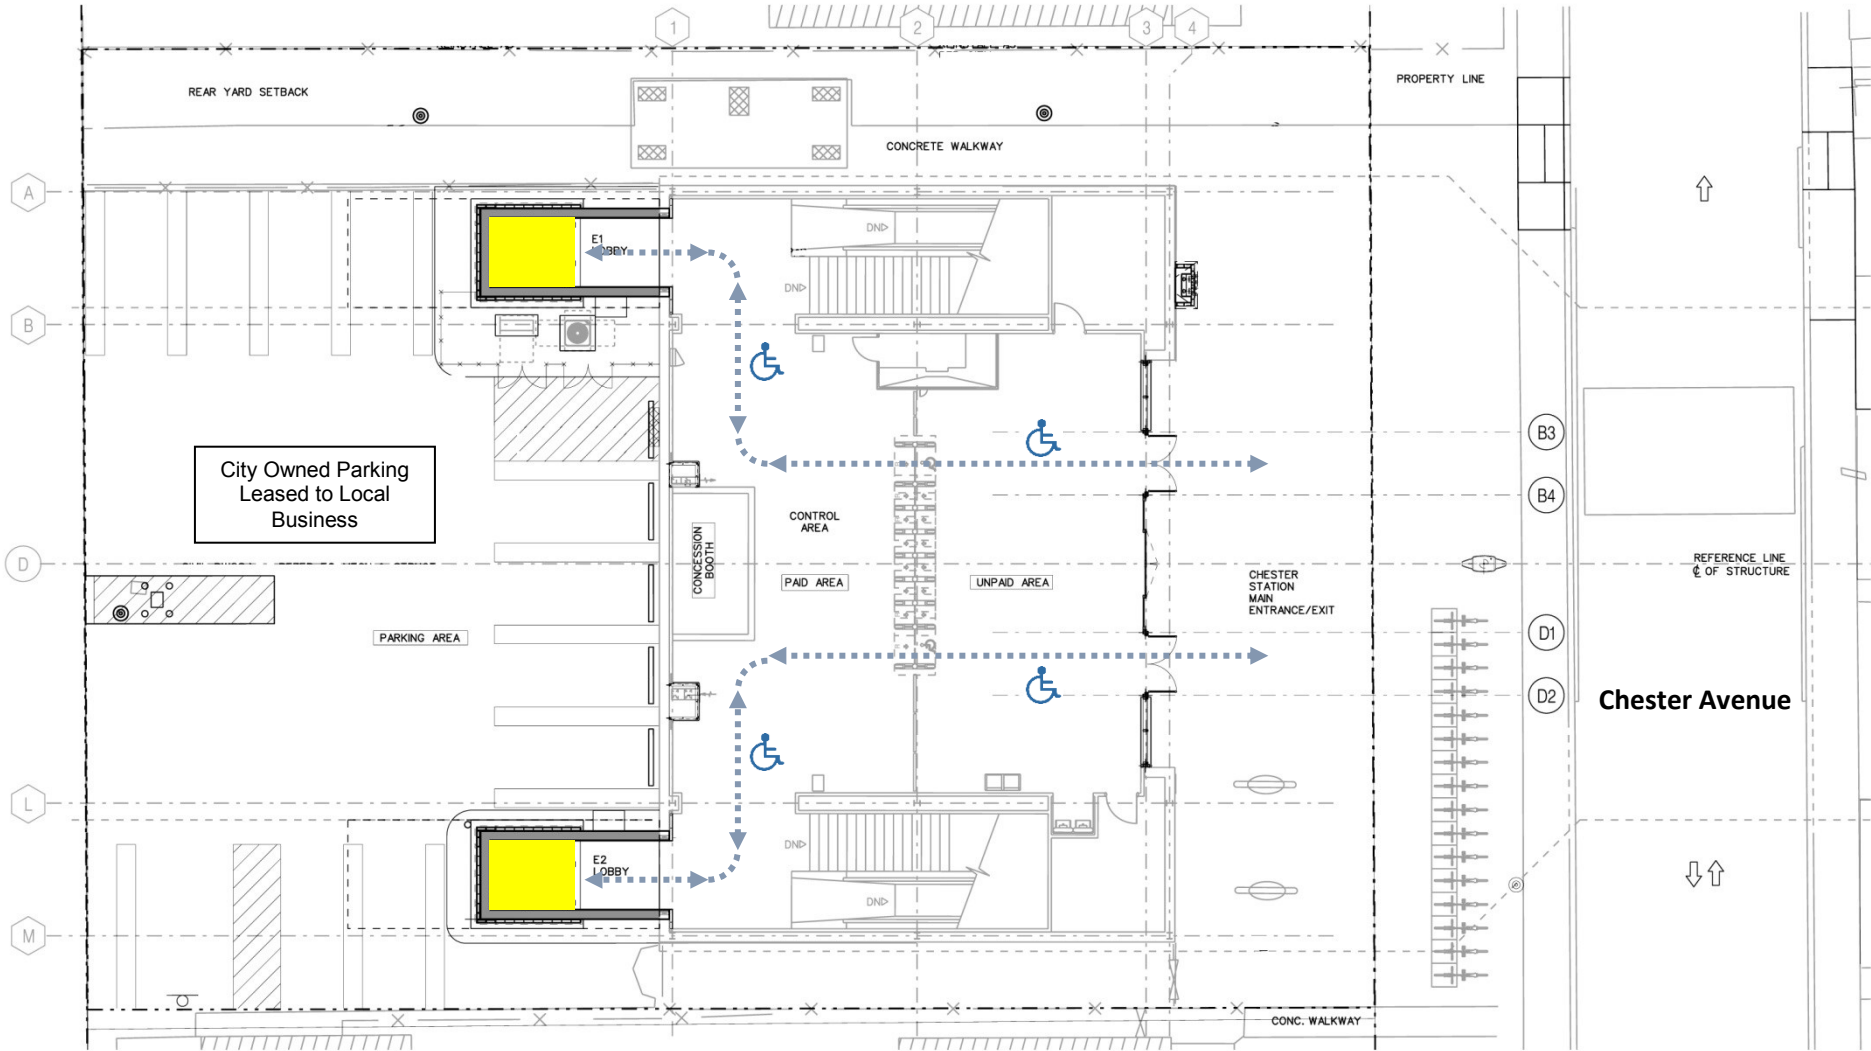 1
2
3
4
PROPERTY LINE
REAR YARD SETBACK
CONCRETE WALKWAY
A
E1
LOBBY
DN
DN
B
B3
City Owned Parking
Leased to Local
Business
B4
CONTROL
AREA
CONCESSION
BOOTH
D
PAID AREA
UNPAID AREA
CHESTER
STATION
MAIN
ENTRANCE/EXIT
REFERENCE LINE
℄ OF STRUCTURE
PARKING AREA
D1
D2
Chester Avenue
L
E2
LOBBY
DN
DN
M
CONC. WALKWAY